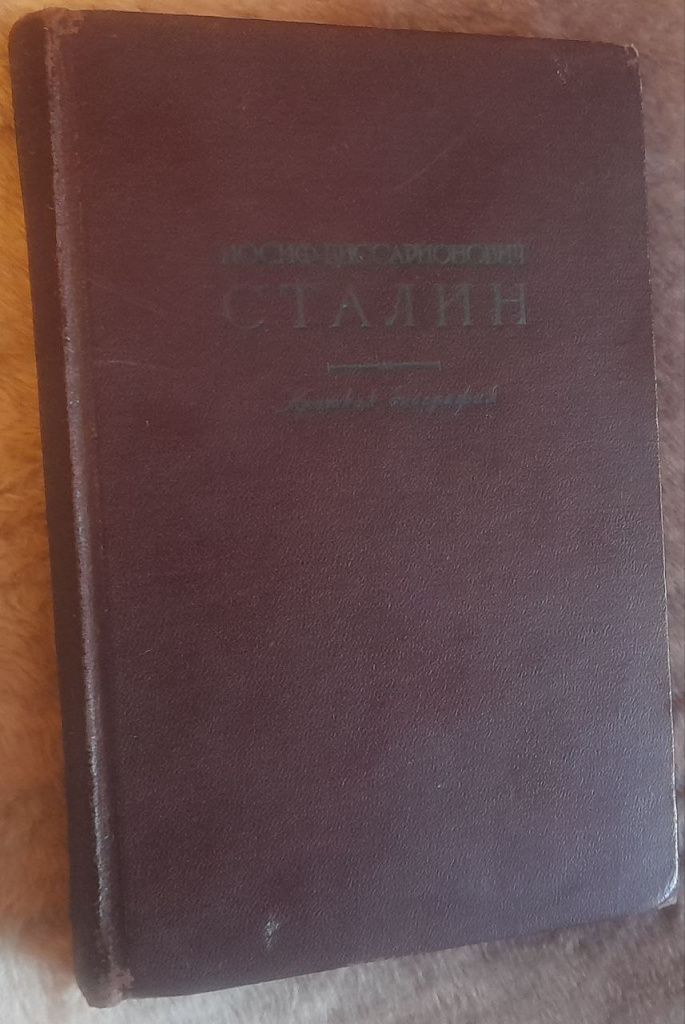 ИОСИФ ВИССАРИОНОВИЧ
СТАЛИН
Краткая биография